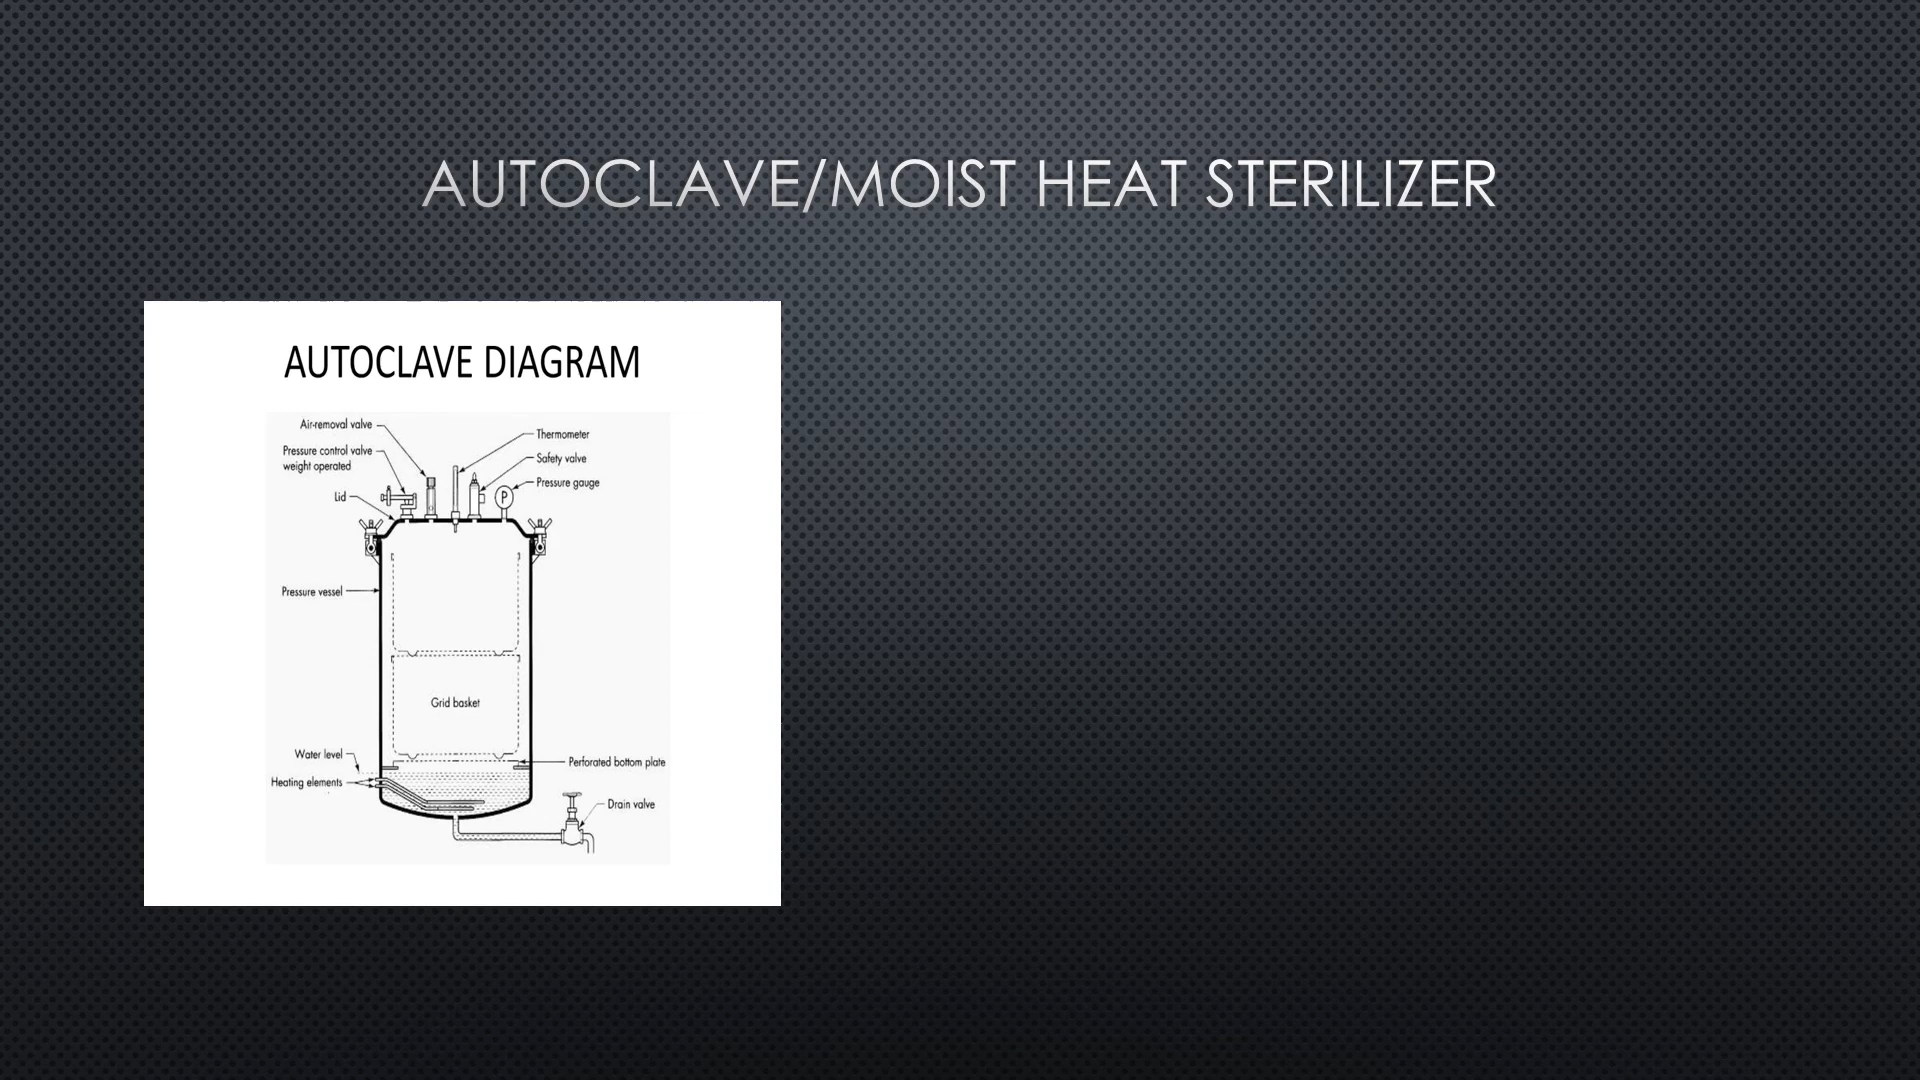 AUTOCLAVE/MOIST HEAT STERILIZER
AUTOCLAVE DIAGRAM
Air-removal valve
Pressure control valve
weight operated
Lid
Thermometer
Safety valve
Pressure gauge
P
Pressure vessel
Grid basket
Water level
Heating elements
Perforated bottom plate
Drain valve